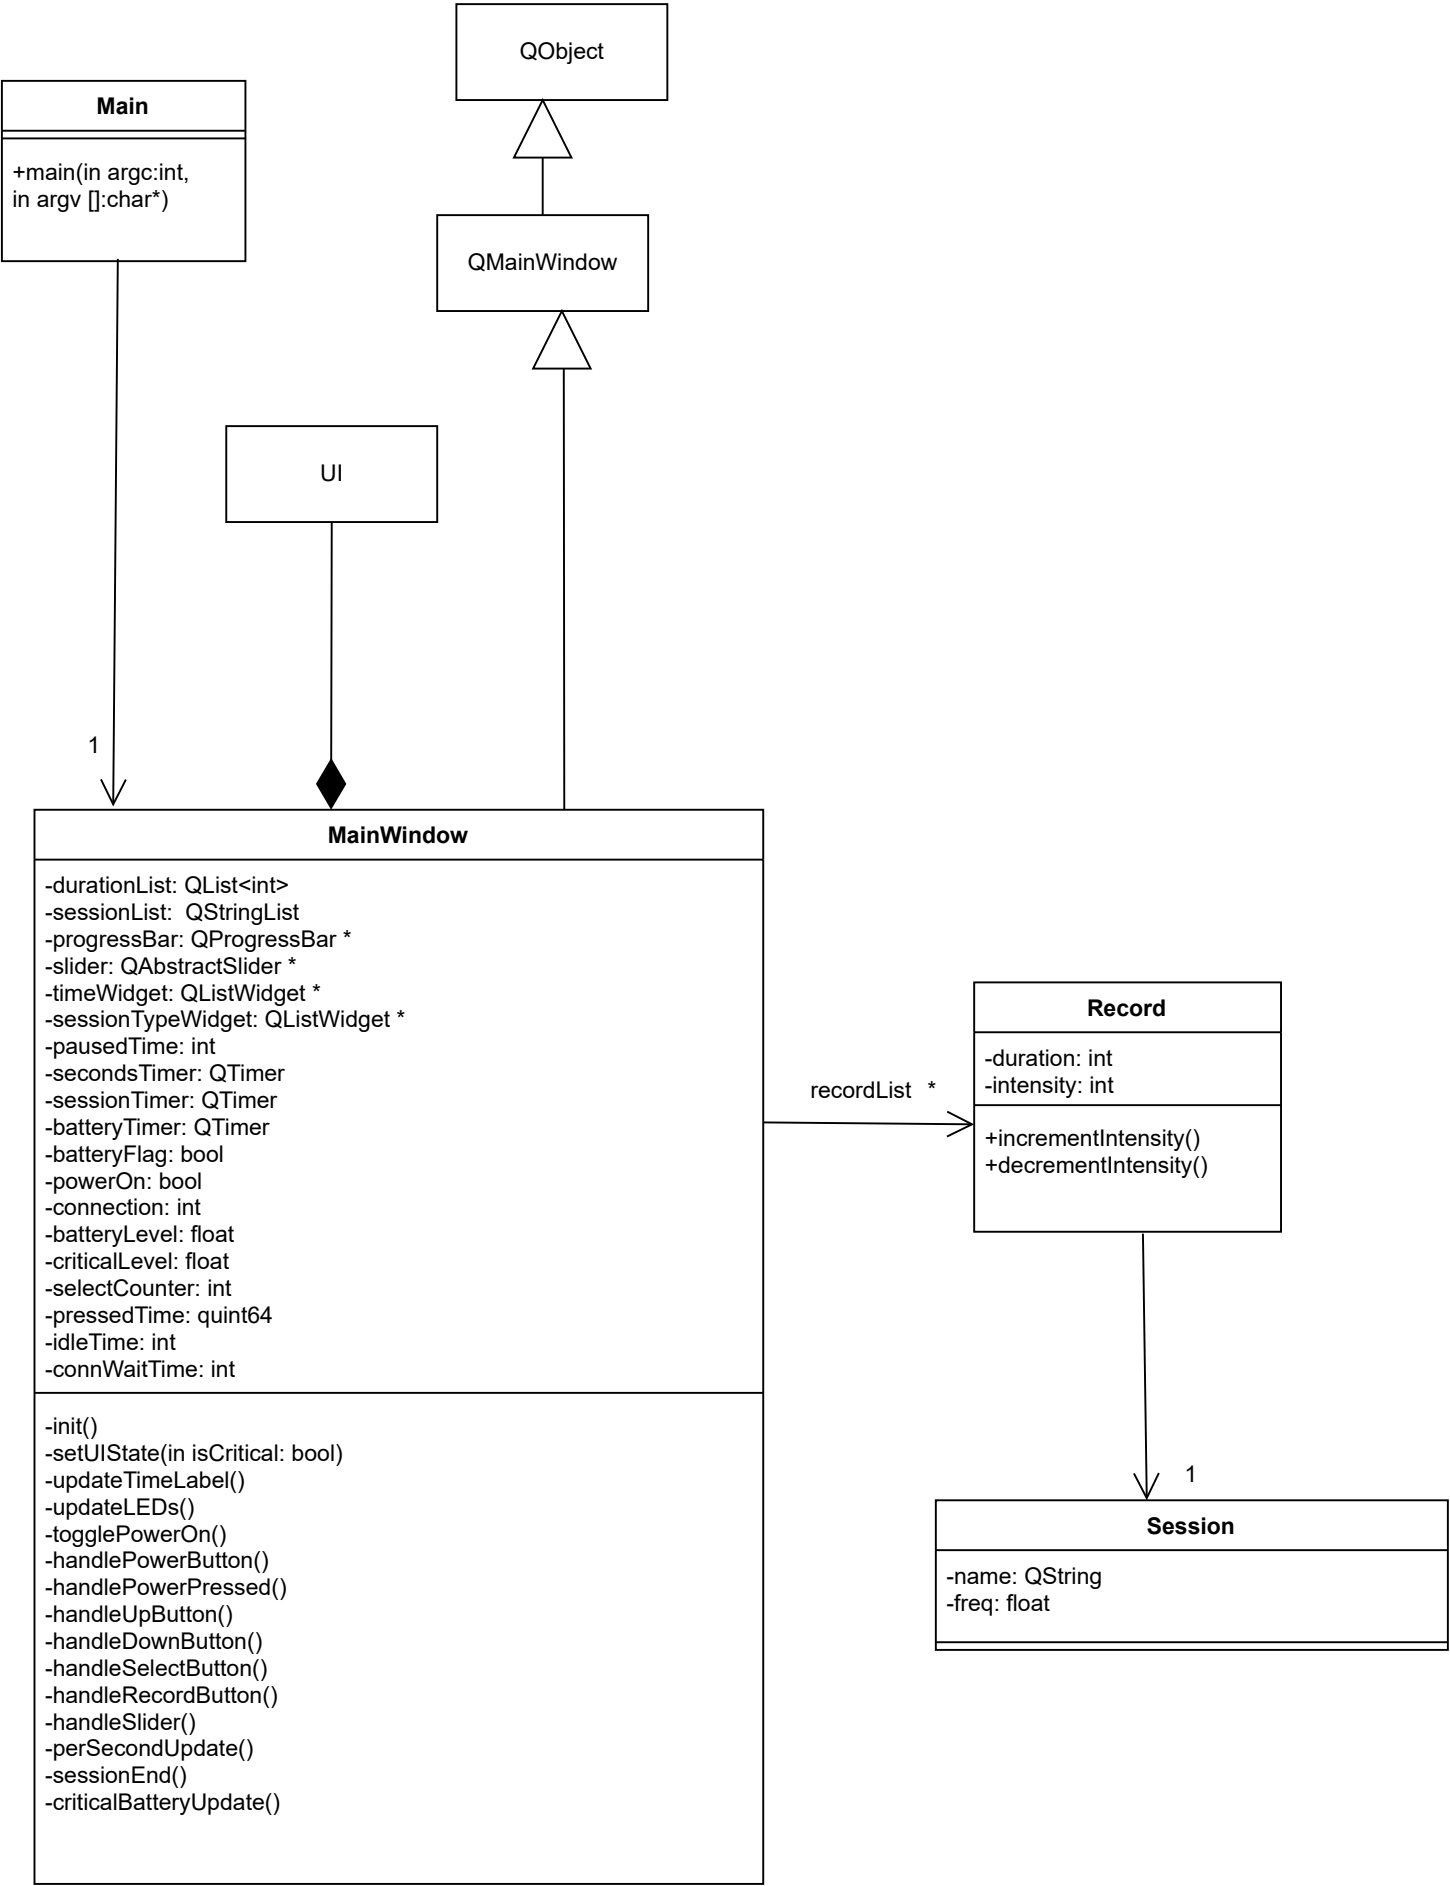 QObject
Main
+main(in argc:int,
in argv []:char*)
QMainWindow
UI
1
MainWindow
-durationList: QList<int>
-sessionList:  QStringList
-progressBar: QProgressBar *
-slider: QAbstractSlider *
-timeWidget: QListWidget *
-sessionTypeWidget: QListWidget *
-pausedTime: int
-secondsTimer: QTimer
-sessionTimer: QTimer
-batteryTimer: QTimer
-batteryFlag: bool
-powerOn: bool
-connection: int
-batteryLevel: float
-criticalLevel: float
-selectCounter: int
-pressedTime: quint64
-idleTime: int
-connWaitTime: int
-init()
-setUIState(in isCritical: bool)
-updateTimeLabel()
-updateLEDs()
-togglePowerOn()
-handlePowerButton()
-handlePowerPressed()
-handleUpButton()
-handleDownButton()
-handleSelectButton()
-handleRecordButton()
-handleSlider()
-perSecondUpdate()
-sessionEnd()
-criticalBatteryUpdate()
recordList *
Record
-duration: int
-intensity: int
+incrementIntensity()
+decrementIntensity()
1
Session
-name: QString
-freq: float